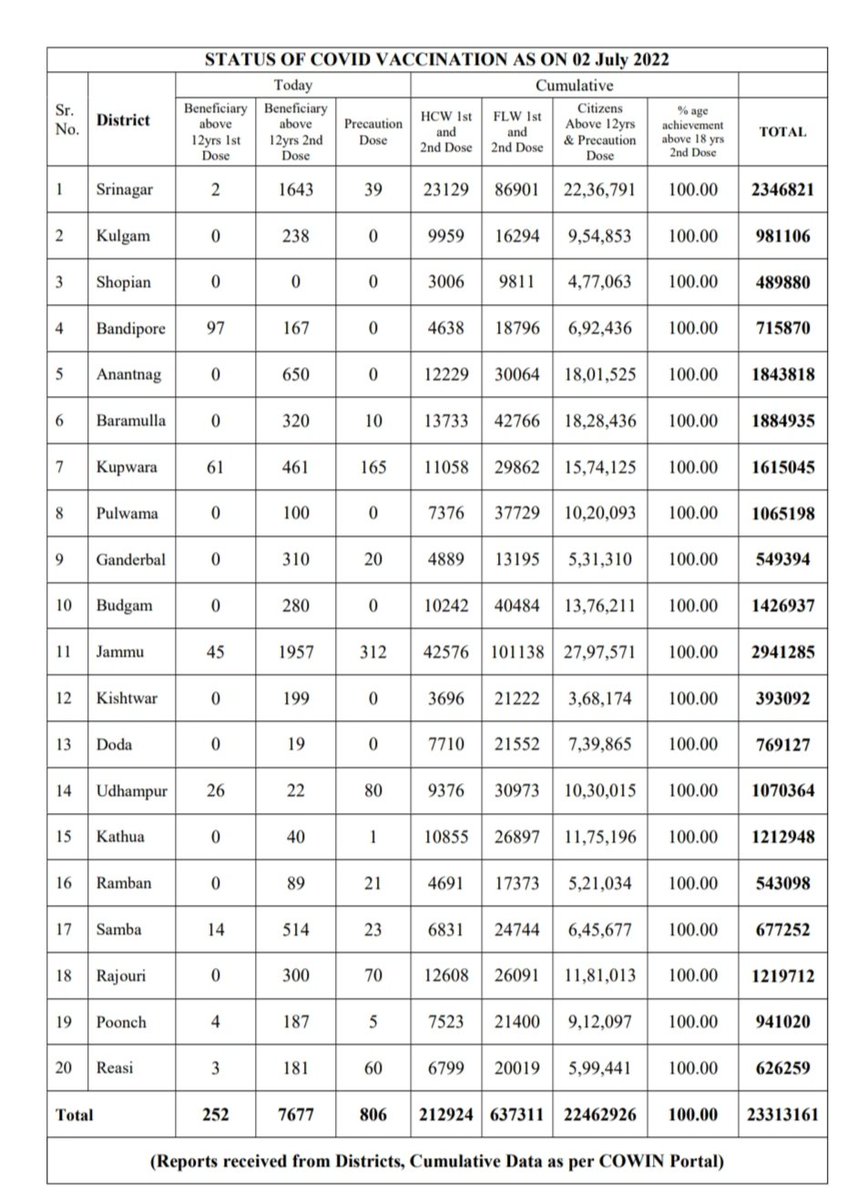 STATUS OF COVID VACCINATION AS ON 02 July 2022
Sr. No. District Today Cumulative
Beneficiary above 12yrs 1st Dose Beneficiary above 12yrs 2nd Dose Precaution Dose HCW 1st and 2nd Dose FLW 1st and 2nd Dose Citizens Above 12yrs & Precaution Dose % age achievement above 18 yrs 2nd Dose TOTAL
1 Srinagar 2 1643 39 23129 86901 22,36,791 100.00 2346821
2 Kulgam 0 238 0 9959 16294 9,54,853 100.00 981106
3 Shopian 0 0 0 3006 9811 4,77,063 100.00 489880
4 Bandipore 97 167 0 4638 18796 6,92,436 100.00 715870
5 Anantnag 0 650 0 12229 30064 18,01,525 100.00 1843818
6 Baramulla 0 320 10 13733 42766 18,28,436 100.00 1884935
7 Kupwara 61 461 165 11058 29862 15,74,125 100.00 1615045
8 Pulwama 0 100 0 7376 37729 10,20,093 100.00 1065198
9 Ganderbal 0 310 20 4889 13195 5,31,310 100.00 549394
10 Budgam 0 280 0 10242 40484 13,76,211 100.00 1426937
11 Jammu 45 1957 312 42576 101138 27,97,571 100.00 2941285
12 Kishtwar 0 199 0 3696 21222 3,68,174 100.00 393092
13 Doda 0 19 0 7710 21552 7,39,865 100.00 769127
14 Udhampur 26 22 80 9376 30973 10,30,015 100.00 1070364
15 Kathua 0 40 1 10855 26897 11,75,196 100.00 1212948
16 Ramban 0 89 21 4691 17373 5,21,034 100.00 543098
17 Samba 14 514 23 6831 24744 6,45,677 100.00 677252
18 Rajouri 0 300 70 12608 26091 11,81,013 100.00 1219712
19 Poonch 4 187 5 7523 21400 9,12,097 100.00 941020
20 Reasi 3 181 60 6799 20019 5,99,441 100.00 626259
Total 252 7677 806 212924 637311 22462926 100.00 23313161
(Reports received from Districts, Cumulative Data as per COWIN Portal)